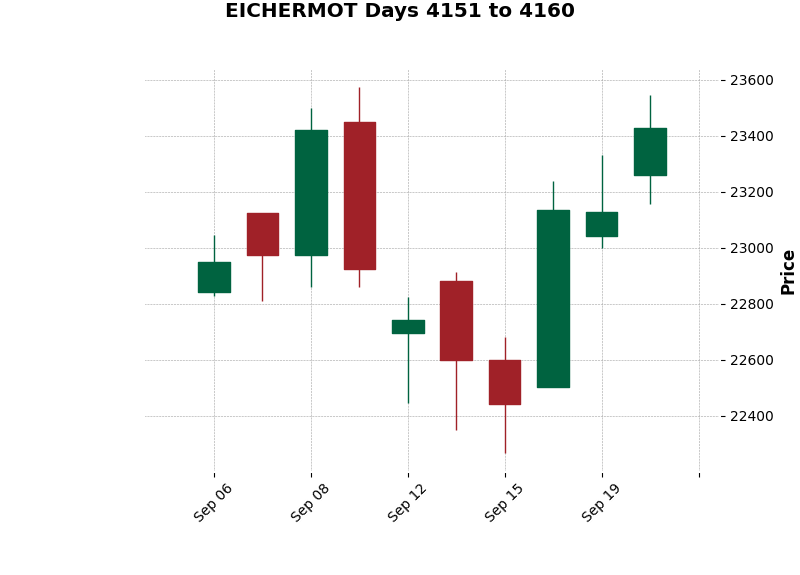 EICHERMOT Days 4151 to 4160
23600
23400
23200
23000
22800
22600
22400
Price
Sep 06
Sep 08
Sep 12
Sep 15
Sep 19